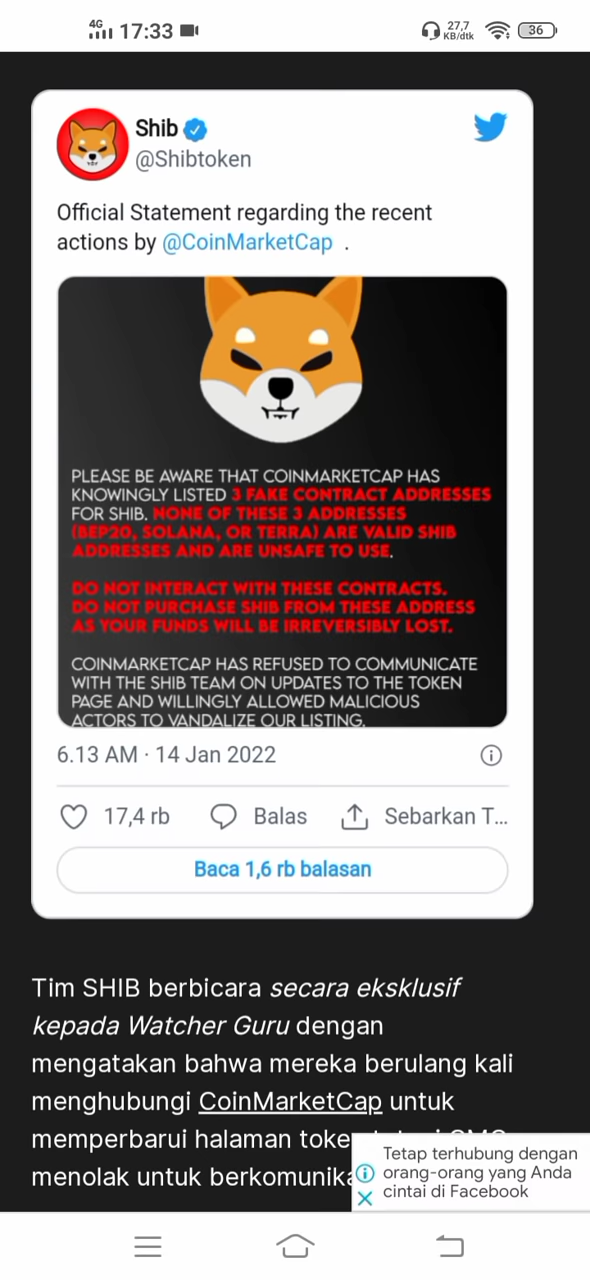 4G 17:33 27,7 KB/dtk 36
Shib
@Shibtoken
Official Statement regarding the recent
actions by @CoinMarketCap .
PLEASE BE AWARE THAT COINMARKETCAP HAS
KNOWINGLY LISTED 3 FAKE CONTRACT ADDRESSES
FOR SHIB. NONE OF THESE 3 ADDRESSES
(BEP20, SOLANA, OR TERRA) ARE VALID SHIB
ADDRESSES AND ARE UNSAFE TO USE.
DO NOT INTERACT WITH THESE CONTRACTS.
DO NOT PURCHASE SHIB FROM THESE ADDRESS
AS YOUR FUNDS WILL BE IRREVERSIBLY LOST.
COINMARKETCAP HAS REFUSED TO COMMUNICATE
WITH THE SHIB TEAM ON UPDATES TO THE TOKEN
PAGE AND WILLINGLY ALLOWED MALICIOUS
ACTORS TO VANDALIZE OUR LISTING.
6.13 AM · 14 Jan 2022
17,4 rb Balas Sebarkan T...
Baca 1,6 rb balasan
Tim SHIB berbicara secara eksklusif
kepada Watcher Guru dengan
mengatakan bahwa mereka berulang kali
menghubungi CoinMarketCap untuk
memperbarui halaman
menolak untuk
Tetap terhubung dengan
orang-orang yang Anda
cintai di Facebook